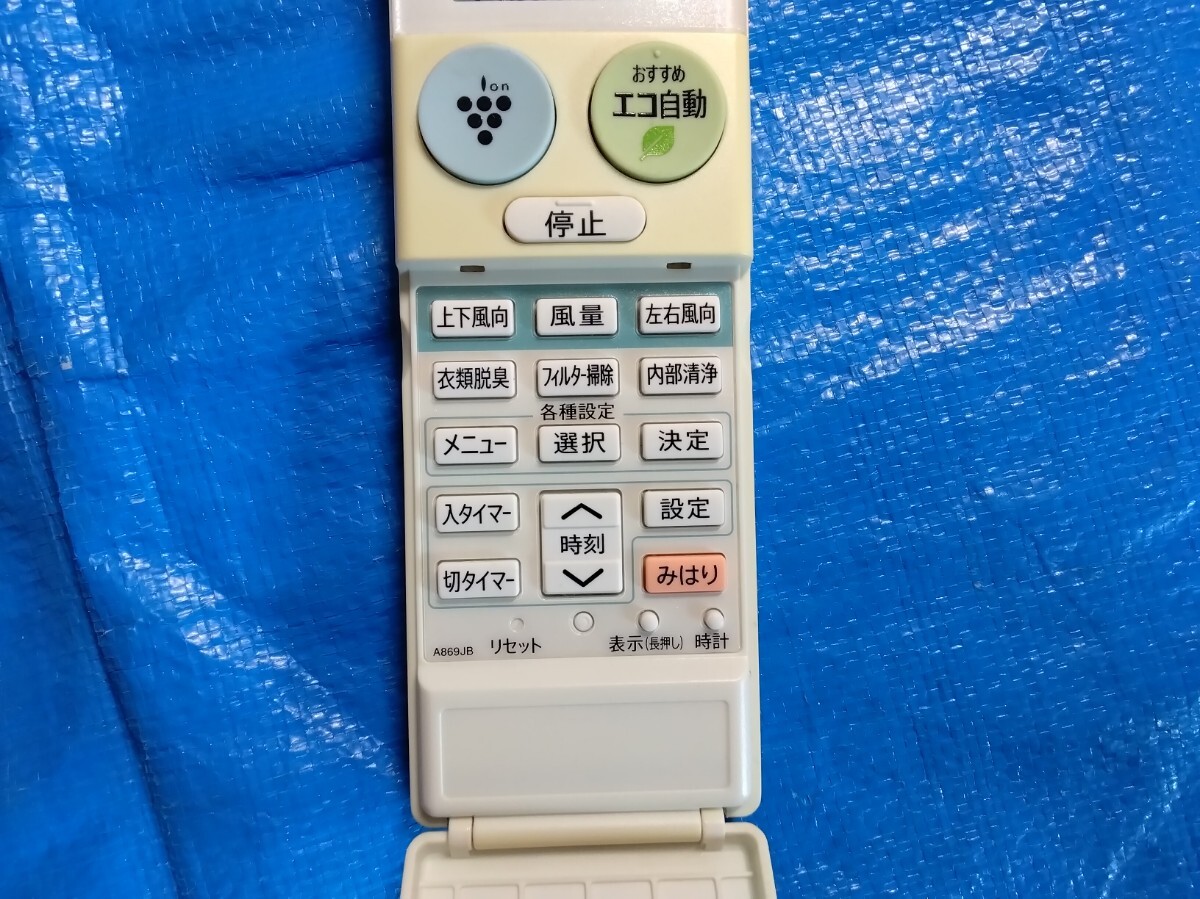 Ion
おすすめ
エコ自動
停止
上下風向 風量 左右風向
衣類脱臭 フィルター掃除 内部清浄
各種設定
メニュー 選択 決定
入タイマー 時刻 設定
切タイマー みはり
A869JB リセット 表示(長押し) 時計